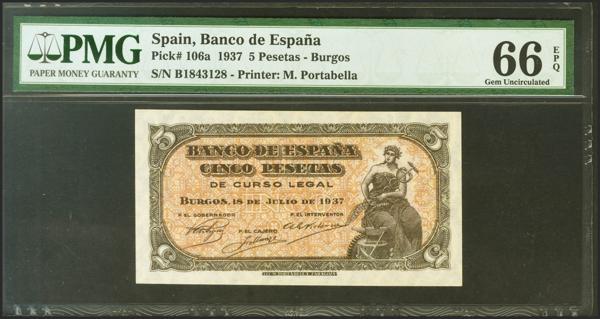 PMG
PAPER MONEY GUARANTY
Spain, Banco de España
Pick# 106a 1937 5 Pesetas - Burgos
S/N B1843128 - Printer: M. Portabella
66 EPQ
Gem Uncirculated
5 5
BANCO DE ESPAÑA
CINCO PESETAS
DE CURSO LEGAL
BURGOS, 18 DE JULIO DE 1937
P. EL GOBERNADOR P. EL INTERVENTOR
P. EL CAJERO
5 5